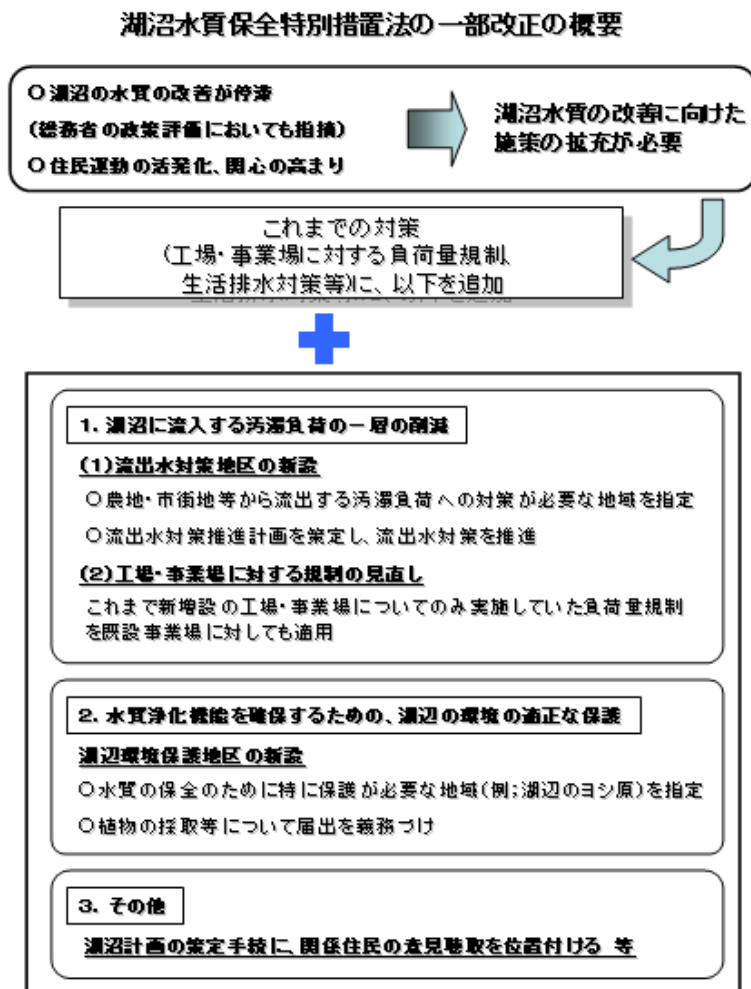 湖沼水質保全特別措置法の一部改正の概要
○湖沼の水質の改善が停滞
(総務省の政策評価においても指摘)
○住民運動の活発化、関心の高まり
湖沼水質の改善に向けた
施策の拡充が必要
これまでの対策
(工場・事業場に対する負荷量規制、
生活排水対策等)に、以下を追加
1. 湖沼に流入する汚濁負荷の一層の削減
(1)流出水対策地区の新設
○農地・市街地等から流出する汚濁負荷への対策が必要な地域を指定
○流出水対策推進計画を策定し、流出水対策を推進
(2)工場・事業場に対する規制の見直し
これまで新増設の工場・事業場についてのみ実施していた負荷量規制
を既設事業場に対しても適用
2. 水質浄化機能を確保するための、湖辺の環境の適正な保護
湖辺環境保護地区の新設
○水質の保全のために特に保護が必要な地域(例;湖辺のヨシ原)を指定
○植物の採取等について届出を義務づけ
3. その他
湖沼計画の策定手続に、関係住民の意見聴取を位置付ける 等